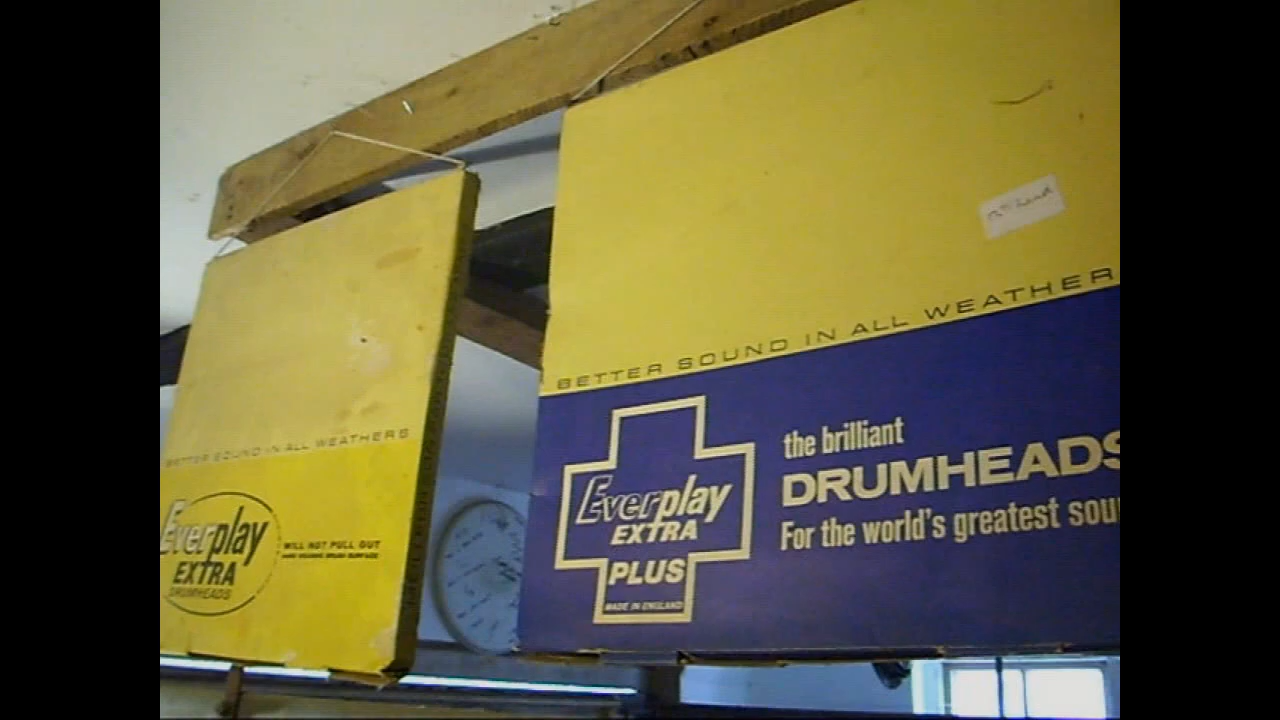 BETTER SOUND IN ALL WEATHERS
Everplay
EXTRA
DRUMHEADS
WILL NOT PULL OUT
BETTER SOUND IN ALL WEATHER
Everplay
EXTRA
PLUS
MADE IN ENGLAND
the brilliant
DRUMHEADS
For the world's greatest sou